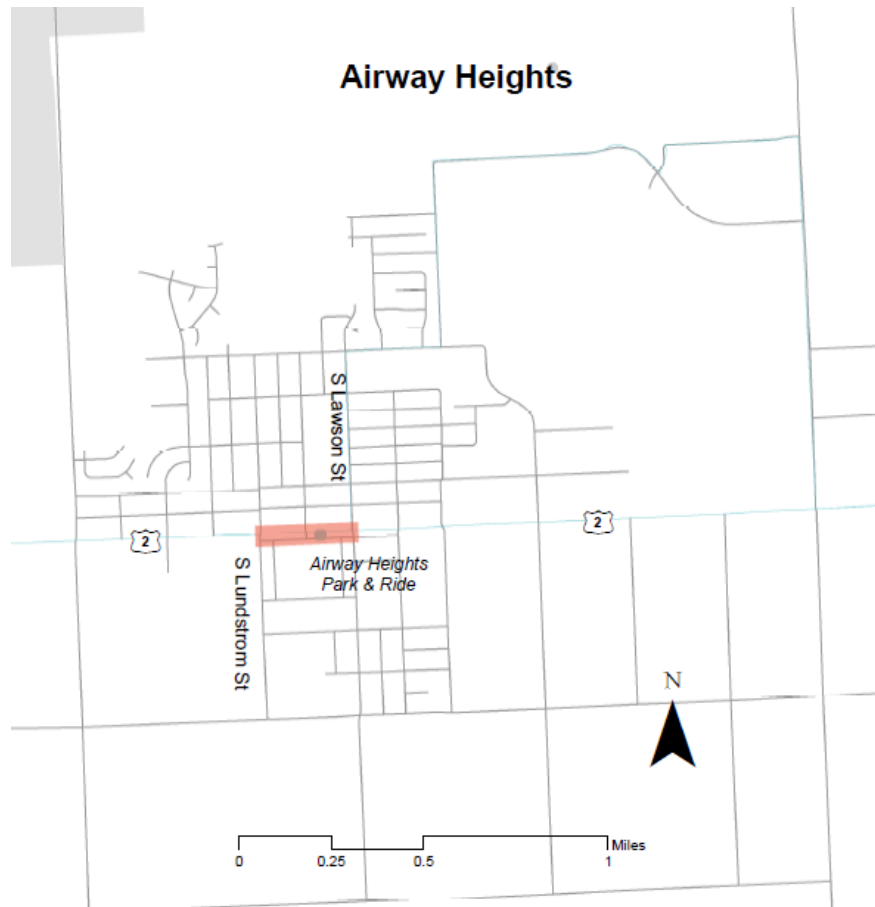 Airway Heights
S Lawson St
2
2
Airway Heights
Park & Ride
S Lundstrom St
N
Miles
0 0.25 0.5 1